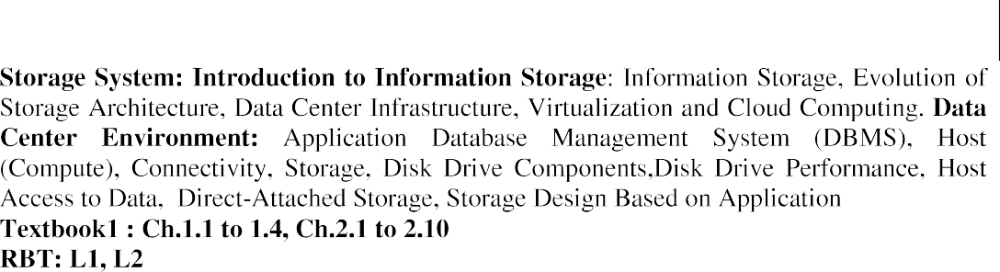 Storage System: Introduction to Information Storage: Information Storage, Evolution of
Storage Architecture, Data Center Infrastructure, Virtualization and Cloud Computing. Data
Center Environment: Application Database Management System (DBMS), Host
(Compute), Connectivity, Storage, Disk Drive Components,Disk Drive Performance, Host
Access to Data, Direct-Attached Storage, Storage Design Based on Application
Textbook1 : Ch.1.1 to 1.4, Ch.2.1 to 2.10
RBT: L1, L2